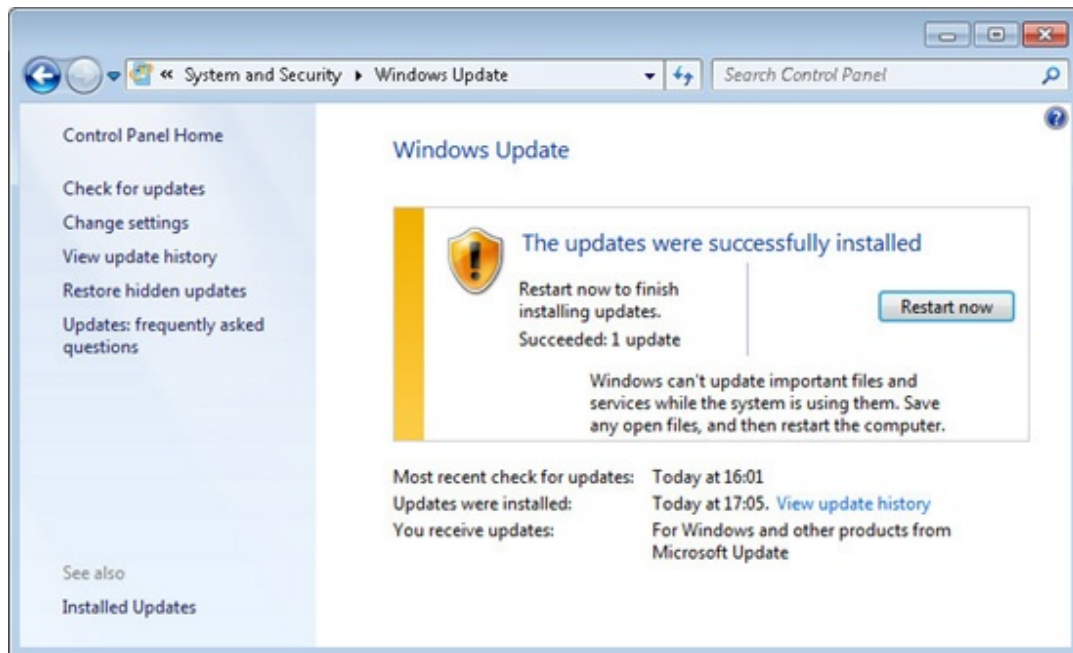 « System and Security ▸ Windows Update
Search Control Panel
Control Panel Home
Check for updates
Change settings
View update history
Restore hidden updates
Updates: frequently asked
questions
See also
Installed Updates
Windows Update
The updates were successfully installed
Restart now to finish
installing updates.
Succeeded: 1 update
Restart now
Windows can't update important files and
services while the system is using them. Save
any open files, and then restart the computer.
Most recent check for updates: Today at 16:01
Updates were installed: Today at 17:05. View update history
You receive updates: For Windows and other products from
Microsoft Update